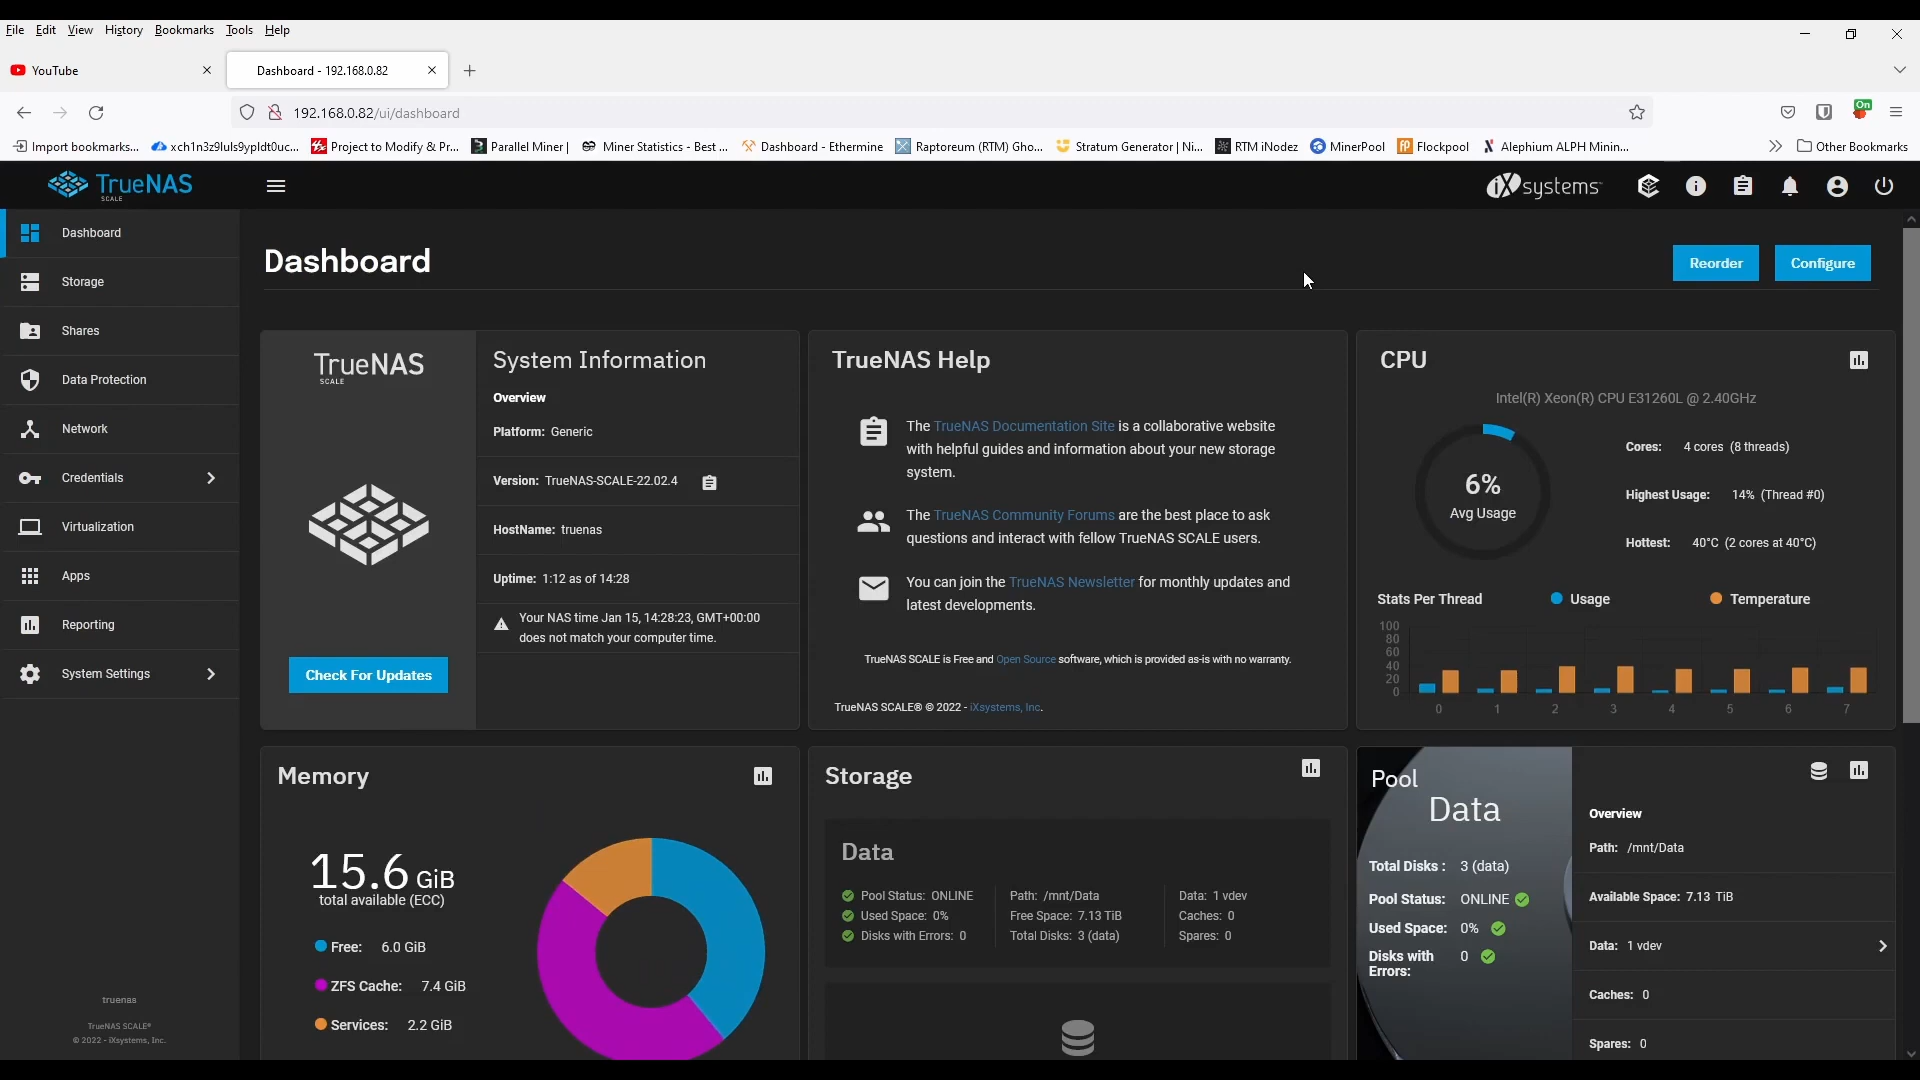 File Edit View History Bookmarks Tools Help
YouTube
Dashboard - 192.168.0.82
192.168.0.82/ui/dashboard
On
Import bookmarks...
xch1n3z9luls9ypldt0uc...
Project to Modify & Pr...
Parallel Miner |
Miner Statistics - Best ...
Dashboard - Ethermine
Raptoreum (RTM) Gho...
Stratum Generator | Ni...
RTM iNodez
MinerPool
Flockpool
Alephium ALPH Minin...
Other Bookmarks
TrueNAS
SCALE
iXsystems
Dashboard
Storage
Shares
Data Protection
Network
Credentials
Virtualization
Apps
Reporting
System Settings
truenas
TrueNAS SCALE®
© 2022 - iXsystems, Inc.
Dashboard
Reorder
Configure
TrueNAS
SCALE
Check For Updates
System Information
Overview
Platform: Generic
Version: TrueNAS-SCALE-22.02.4
HostName: truenas
Uptime: 1:12 as of 14:28
Your NAS time Jan 15, 14:28:23, GMT+00:00
does not match your computer time.
TrueNAS Help
The TrueNAS Documentation Site is a collaborative website
with helpful guides and information about your new storage
system.
The TrueNAS Community Forums are the best place to ask
questions and interact with fellow TrueNAS SCALE users.
You can join the TrueNAS Newsletter for monthly updates and
latest developments.
TrueNAS SCALE is Free and Open Source software, which is provided as-is with no warranty.
TrueNAS SCALE® © 2022 - iXsystems, Inc.
CPU
Intel(R) Xeon(R) CPU E31260L @ 2.40GHz
6%
Avg Usage
Cores: 4 cores (8 threads)
Highest Usage: 14% (Thread #0)
Hottest: 40°C (2 cores at 40°C)
Stats Per Thread
Usage
Temperature
100
80
60
40
20
0
0 1 2 3 4 5 6 7
Memory
15.6 GiB
total available (ECC)
Free: 6.0 GiB
ZFS Cache: 7.4 GiB
Services: 2.2 GiB
Storage
Data
Pool Status: ONLINE
Used Space: 0%
Disks with Errors: 0
Path: /mnt/Data
Free Space: 7.13 TiB
Total Disks: 3 (data)
Data: 1 vdev
Caches: 0
Spares: 0
Pool
Data
Total Disks : 3 (data)
Pool Status: ONLINE
Used Space: 0%
Disks with 0
Errors:
Overview
Path: /mnt/Data
Available Space: 7.13 TiB
Data: 1 vdev
Caches: 0
Spares: 0